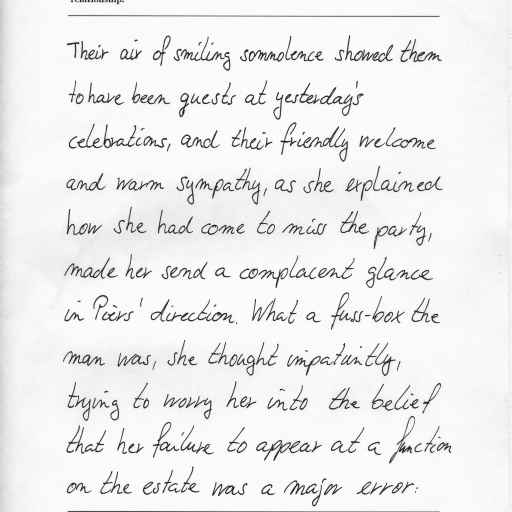 relationship.
Their air of smiling somnolence showed them
to have been guests at yesterday's
celebrations, and their friendly welcome
and warm sympathy, as she explained
how she had come to miss the party,
made her send a complacent glance
in Piers' direction. What a fuss-box the
man was, she thought impatiently,
trying to worry her into the belief
that her failure to appear at a function
on the estate was a major error.